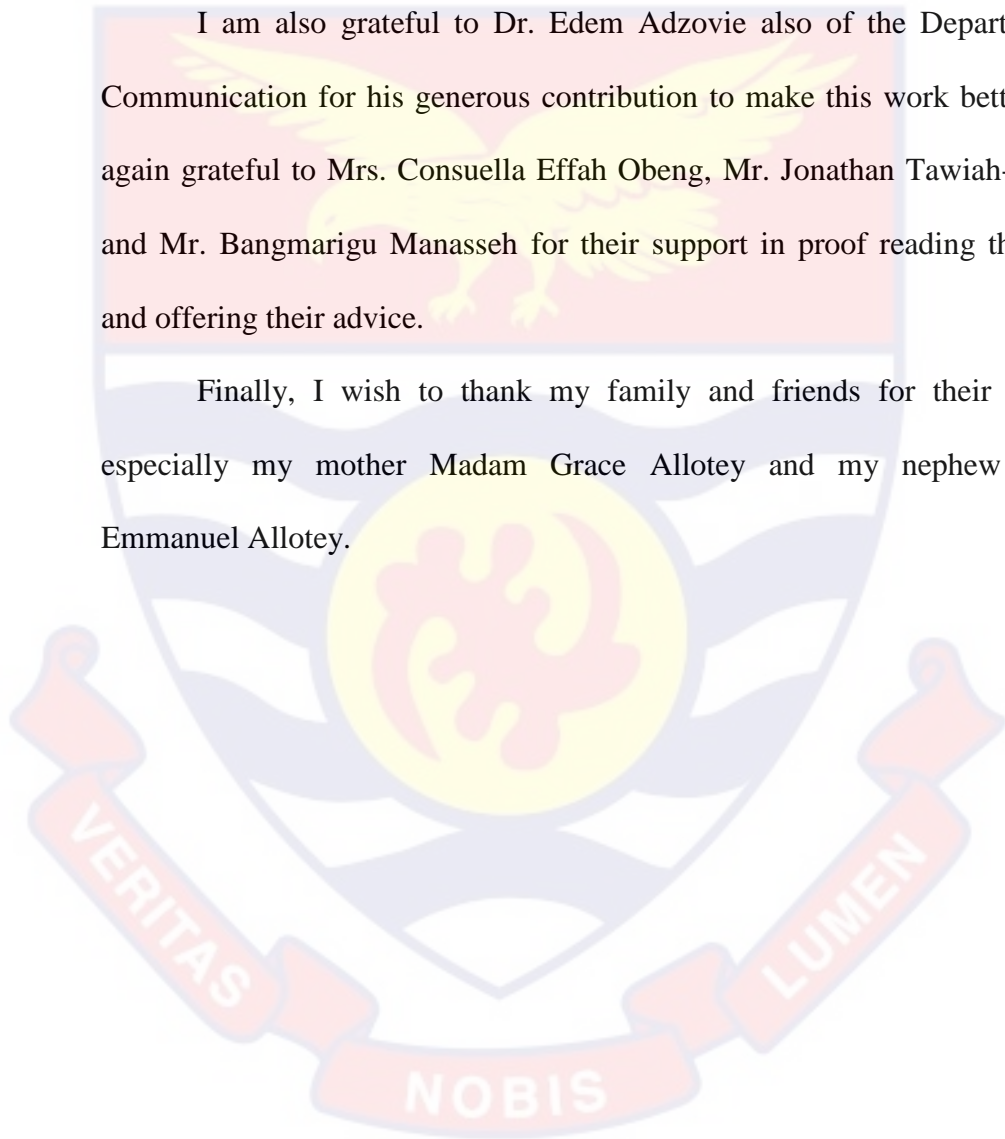 I am also grateful to Dr. Edem Adzovie also of the Depart
Communication for his generous contribution to make this work bett
again grateful to Mrs. Consuella Effah Obeng, Mr. Jonathan Tawiah-
and Mr. Bangmarigu Manasseh for their support in proof reading th
and offering their advice.
Finally, I wish to thank my family and friends for their
especially my mother Madam Grace Allotey and my nephew
Emmanuel Allotey.
VERITAS
NOBIS
LUMEN